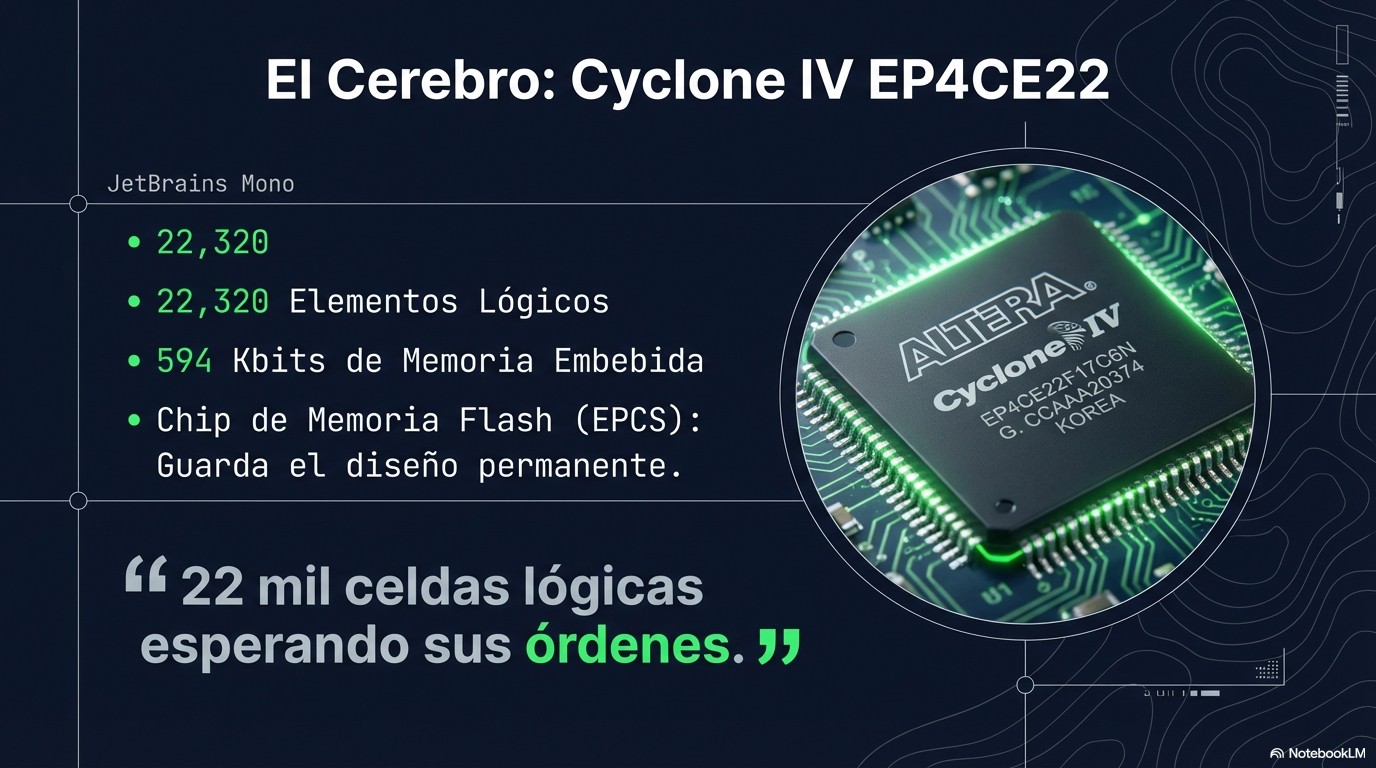 El Cerebro: Cyclone IV EP4CE22
JetBrains Mono
• 22,320
• 22,320 Elementos Lógicos
• 594 Kbits de Memoria Embebida
• Chip de Memoria Flash (EPCS):
Guarda el diseño permanente.
ALTERA®
Cyclone IV
EP4CE22F17C6N
G. CCAAA20374
KOREA
U1
“22 mil celdas lógicas
esperando sus órdenes.”
NotebookLM